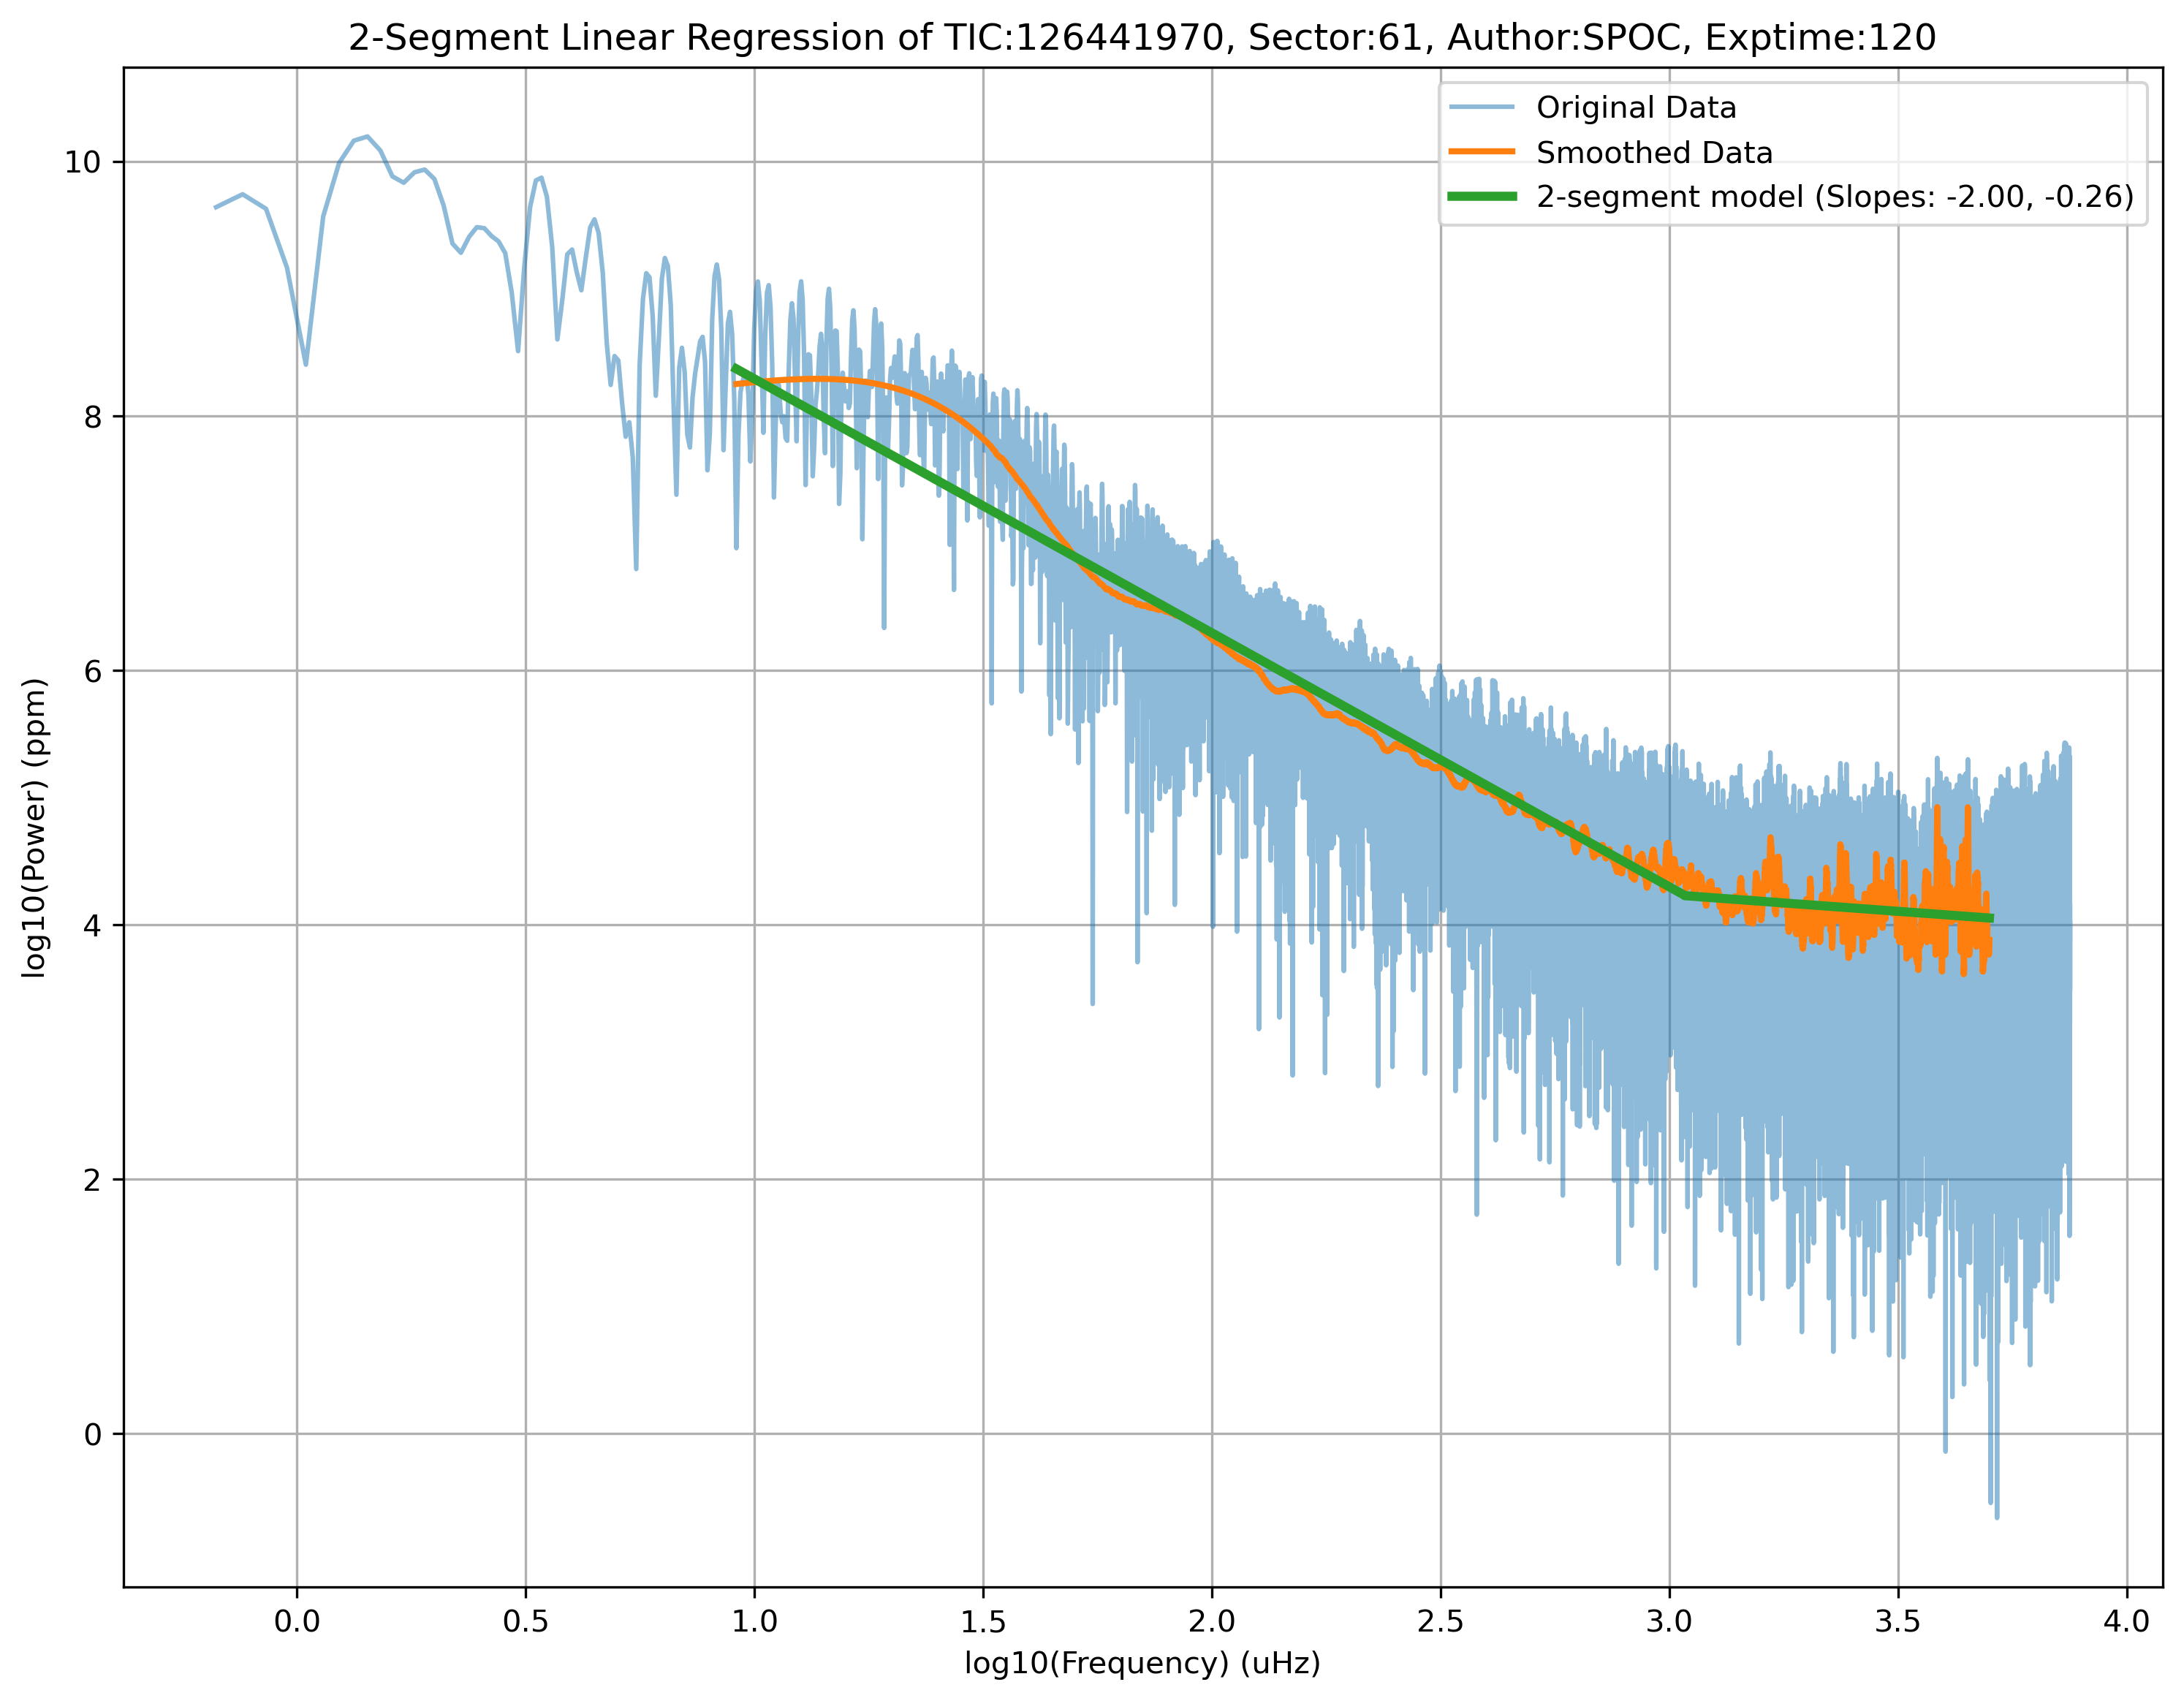 2-Segment Linear Regression of TIC:126441970, Sector:61, Author:SPOC, Exptime:120
Original Data
Smoothed Data
2-segment model (Slopes: -2.00, -0.26)
log10(Power) (ppm)
10
8
6
4
2
0
0.0 0.5 1.0 1.5 2.0 2.5 3.0 3.5 4.0
log10(Frequency) (uHz)